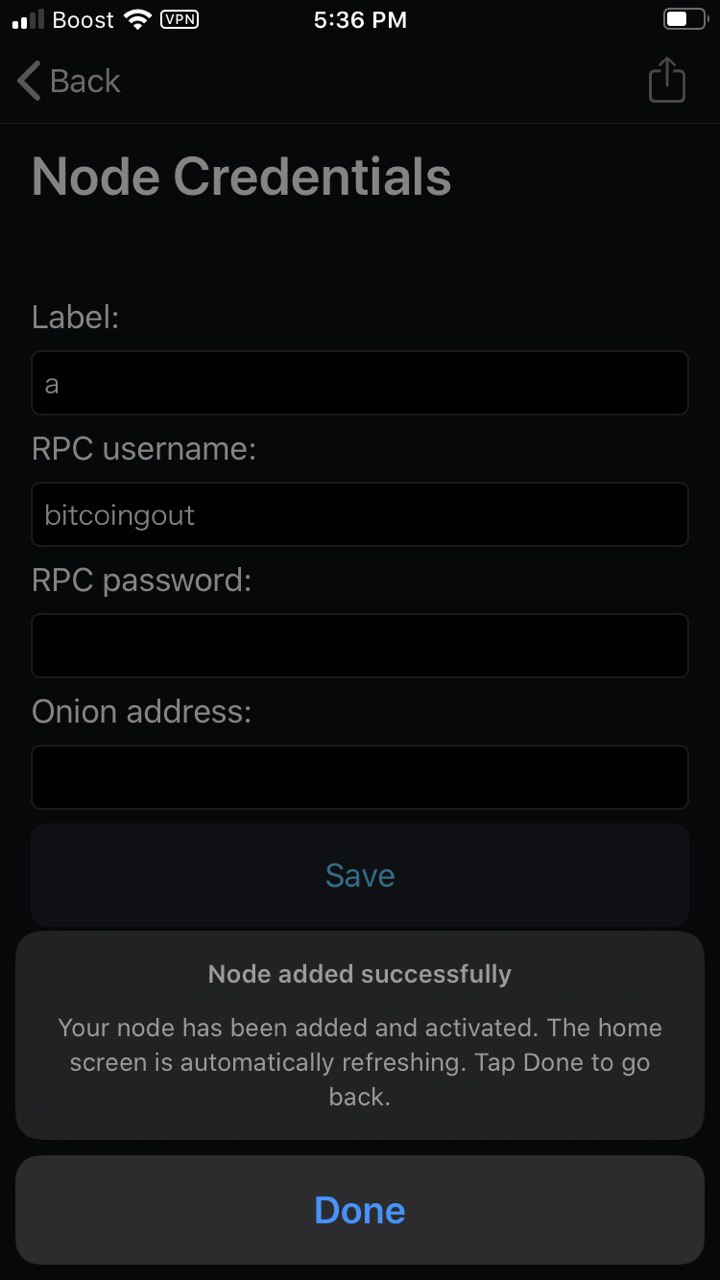 Boost VPN 5:36 PM
Back
Node Credentials
Label:
a
RPC username:
bitcoingout
RPC password:
Onion address:
Save
Node added successfully
Your node has been added and activated. The home
screen is automatically refreshing. Tap Done to go
back.
Done